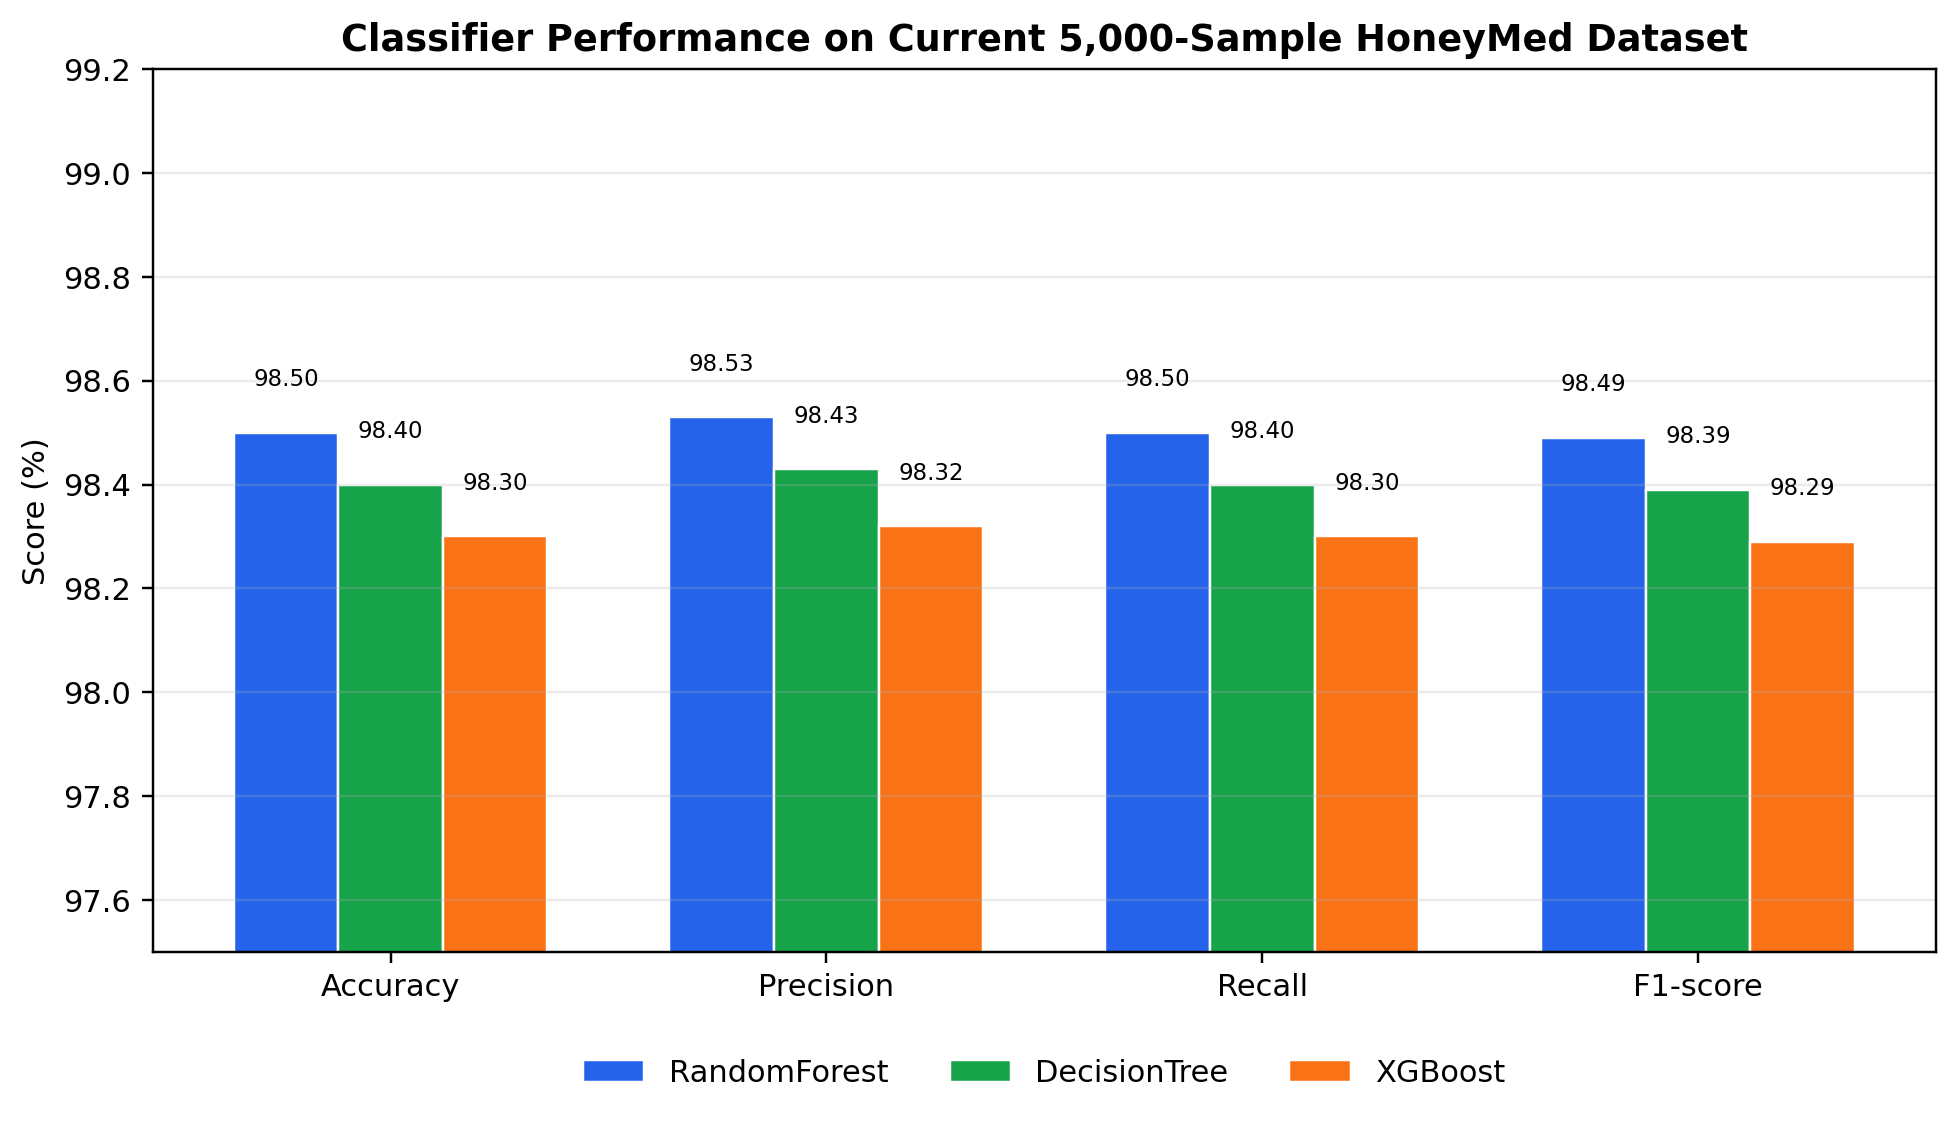 Classifier Performance on Current 5,000-Sample HoneyMed Dataset
Score (%)
99.2
99.0
98.8
98.6
98.4
98.2
98.0
97.8
97.6
98.50
98.40
98.30
98.53
98.43
98.32
98.50
98.40
98.30
98.49
98.39
98.29
Accuracy
Precision
Recall
F1-score
RandomForest
DecisionTree
XGBoost